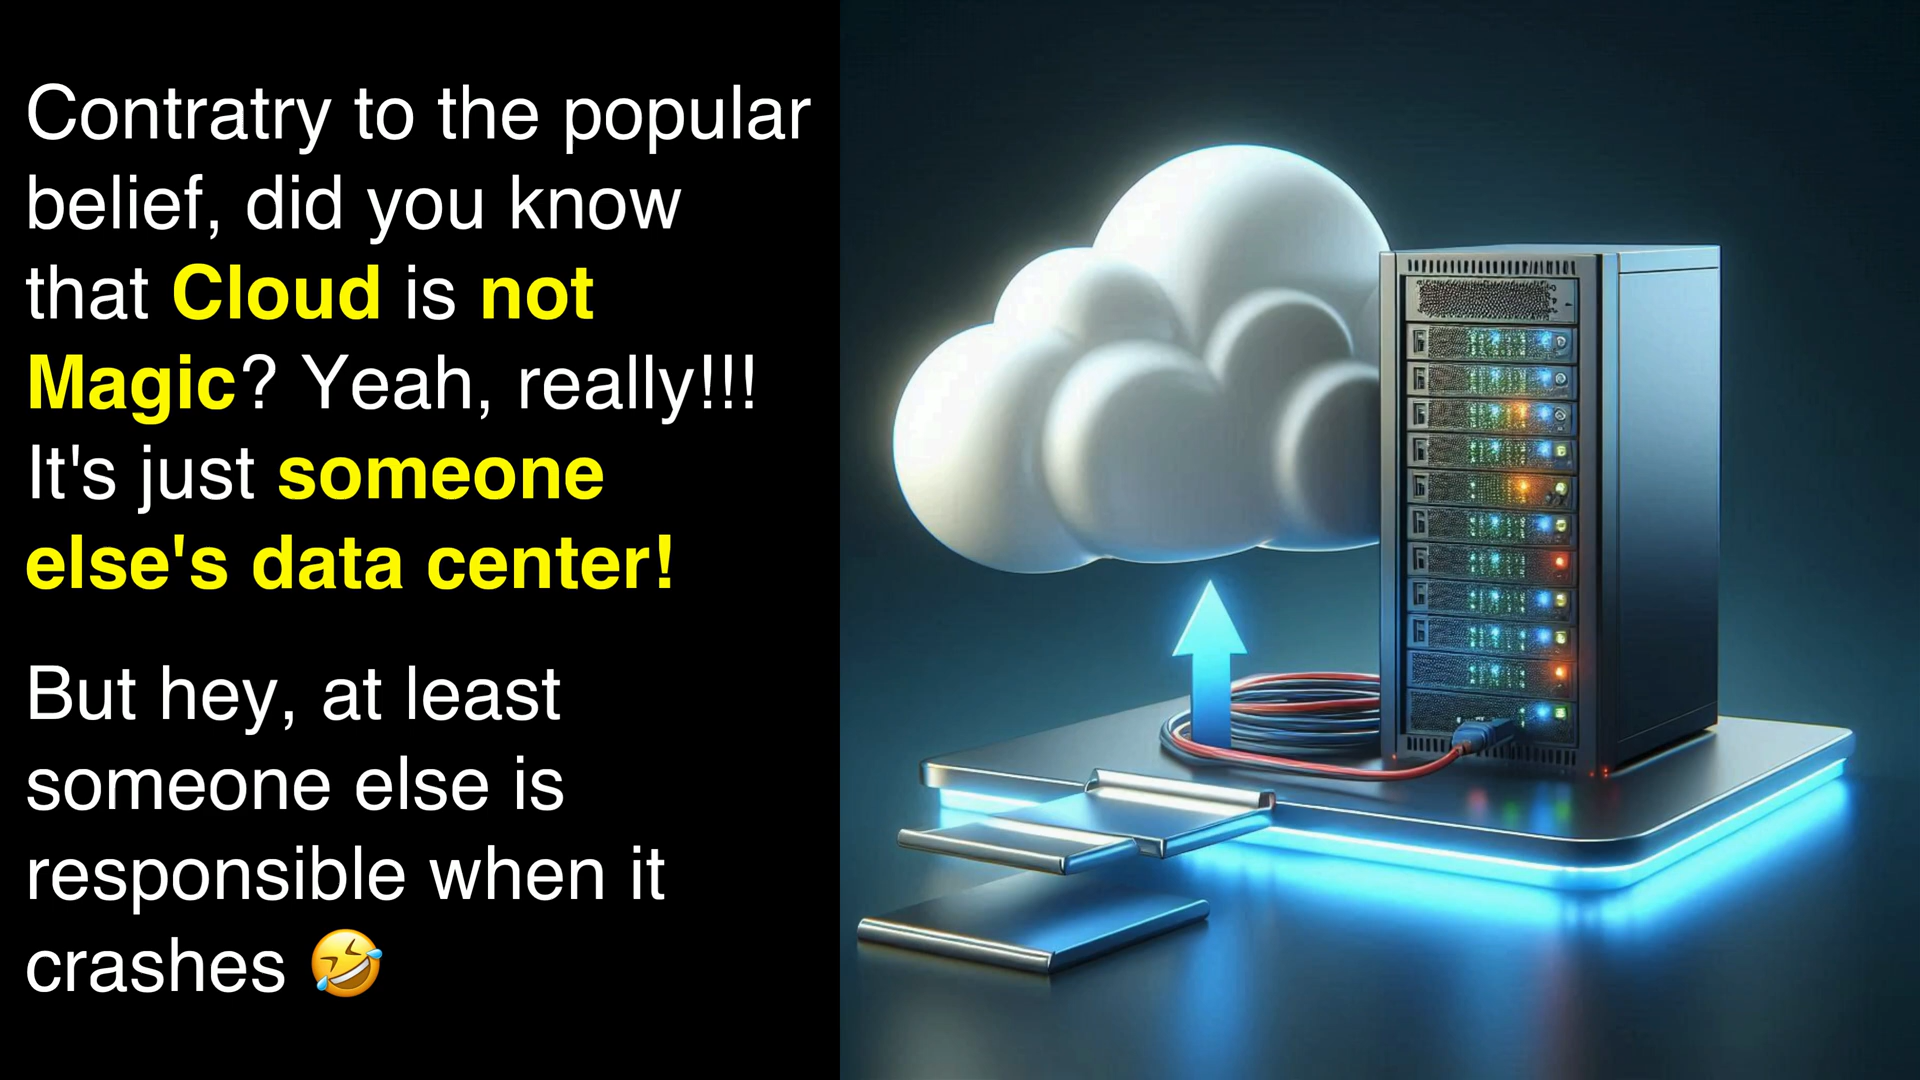 Contratry to the popular
belief, did you know
that Cloud is not
Magic? Yeah, really!!!
It's just someone
else's data center!
But hey, at least
someone else is
responsible when it
crashes 🤣